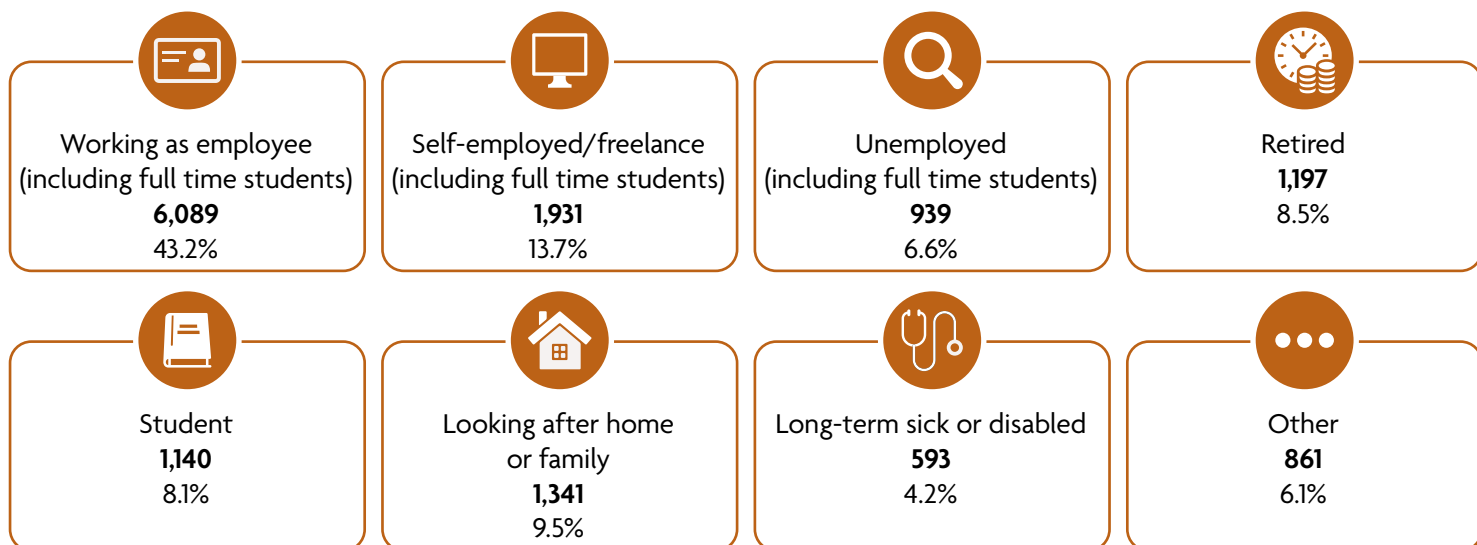 Working as employee
(including full time students)
6,089
43.2%
Self-employed/freelance
(including full time students)
1,931
13.7%
Unemployed
(including full time students)
939
6.6%
Retired
1,197
8.5%
Student
1,140
8.1%
Looking after home
or family
1,341
9.5%
Long-term sick or disabled
593
4.2%
Other
861
6.1%